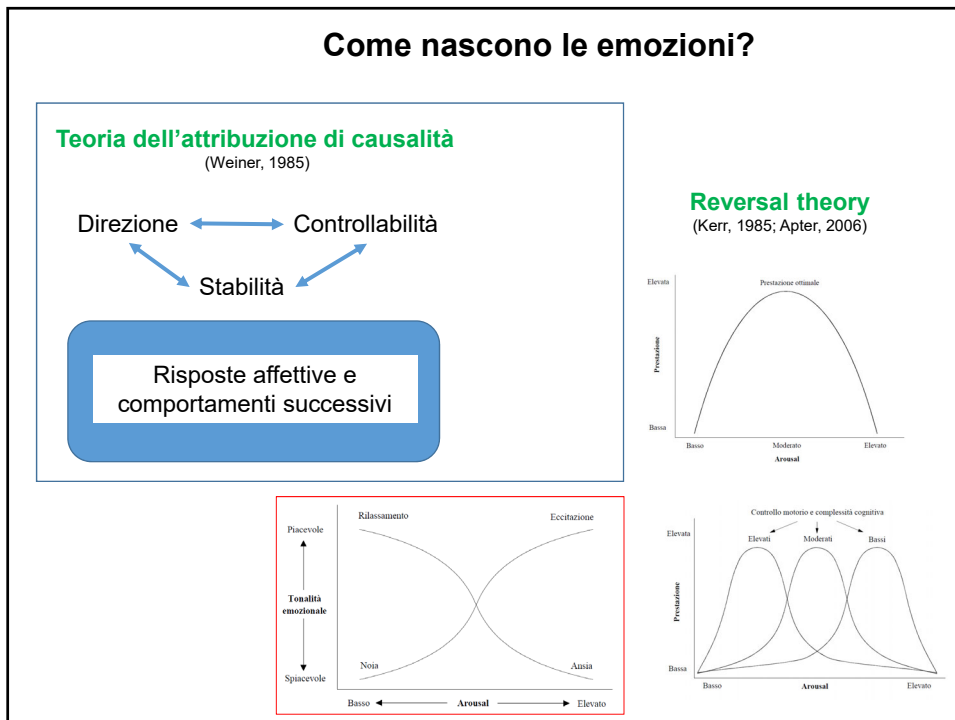 Come nascono le emozioni?
Teoria dell'attribuzione di causalità
(Weiner, 1985)
Direzione
Controllabilità
Stabilità
Risposte affettive e
comportamenti successivi
Reversal theory
(Kerr, 1985; Apter, 2006)
Elevata
Prestazione ottimale
Prestazione
Bassa
Basso
Moderato
Elevato
Arousal
Rilassamento
Eccitazione
Piacevole
Tonalità
emozionale
Spiacevole
Noia
Ansia
Basso
Arousal
Elevato
Controllo motorio e complessità cognitiva
Elevata
Elevati
Moderati
Bassi
Prestazione
Bassa
Basso
Arousal
Elevato